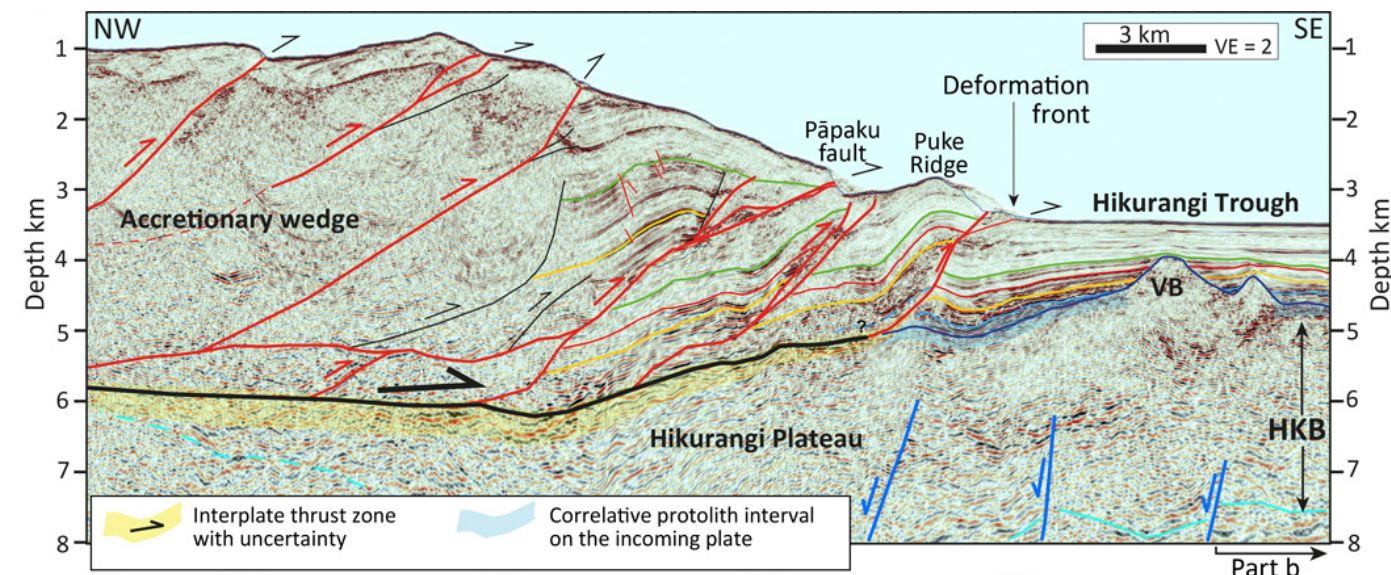 NW
SE
3 km
VE = 2
Deformation
front
Pāpaku
fault
Puke
Ridge
Hikurangi Trough
Accretionary wedge
VB
?
HKB
Hikurangi Plateau
Depth km
1
2
3
4
5
6
7
8
Depth km
1
2
3
4
5
6
7
8
Interplate thrust zone
with uncertainty
Correlative protolith interval
on the incoming plate
Part b